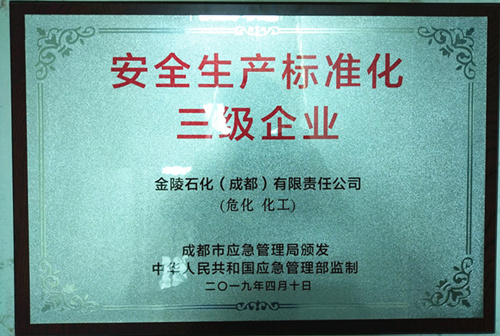 安全生产标准化
三级企业
金陵石化（成都）有限责任公司
(危化 化工)
成都市应急管理局颁发
中华人民共和国应急管理部监制
二〇一九年四月十日